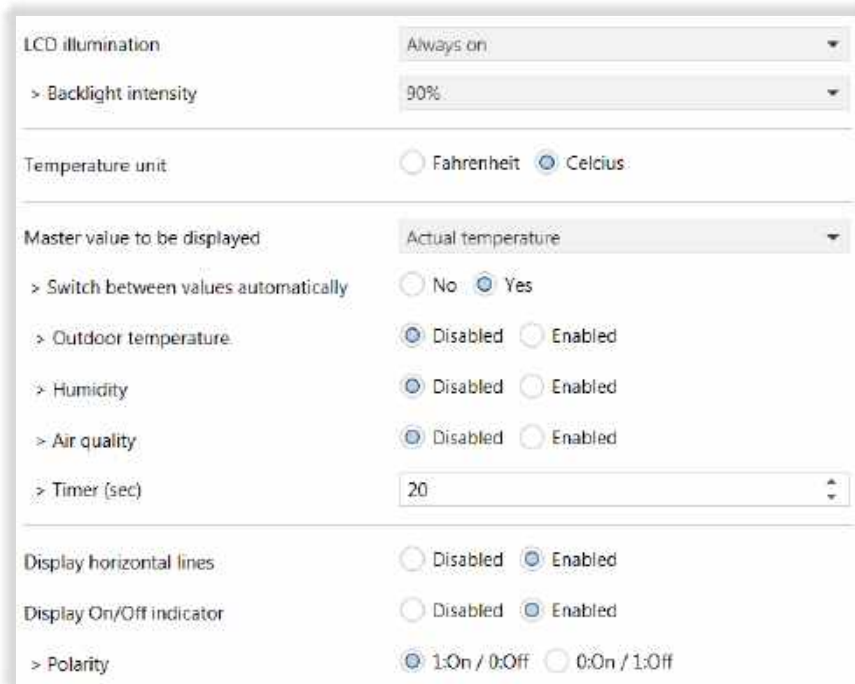 LCD illumination Always on
> Backlight intensity 90%
Temperature unit Fahrenheit Celcius
Master value to be displayed Actual temperature
> Switch between values automatically No Yes
> Outdoor temperature Disabled Enabled
> Humidity Disabled Enabled
> Air quality Disabled Enabled
> Timer (sec) 20
Display horizontal lines Disabled Enabled
Display On/Off indicator Disabled Enabled
> Polarity 1:On / 0:Off 0:On / 1:Off